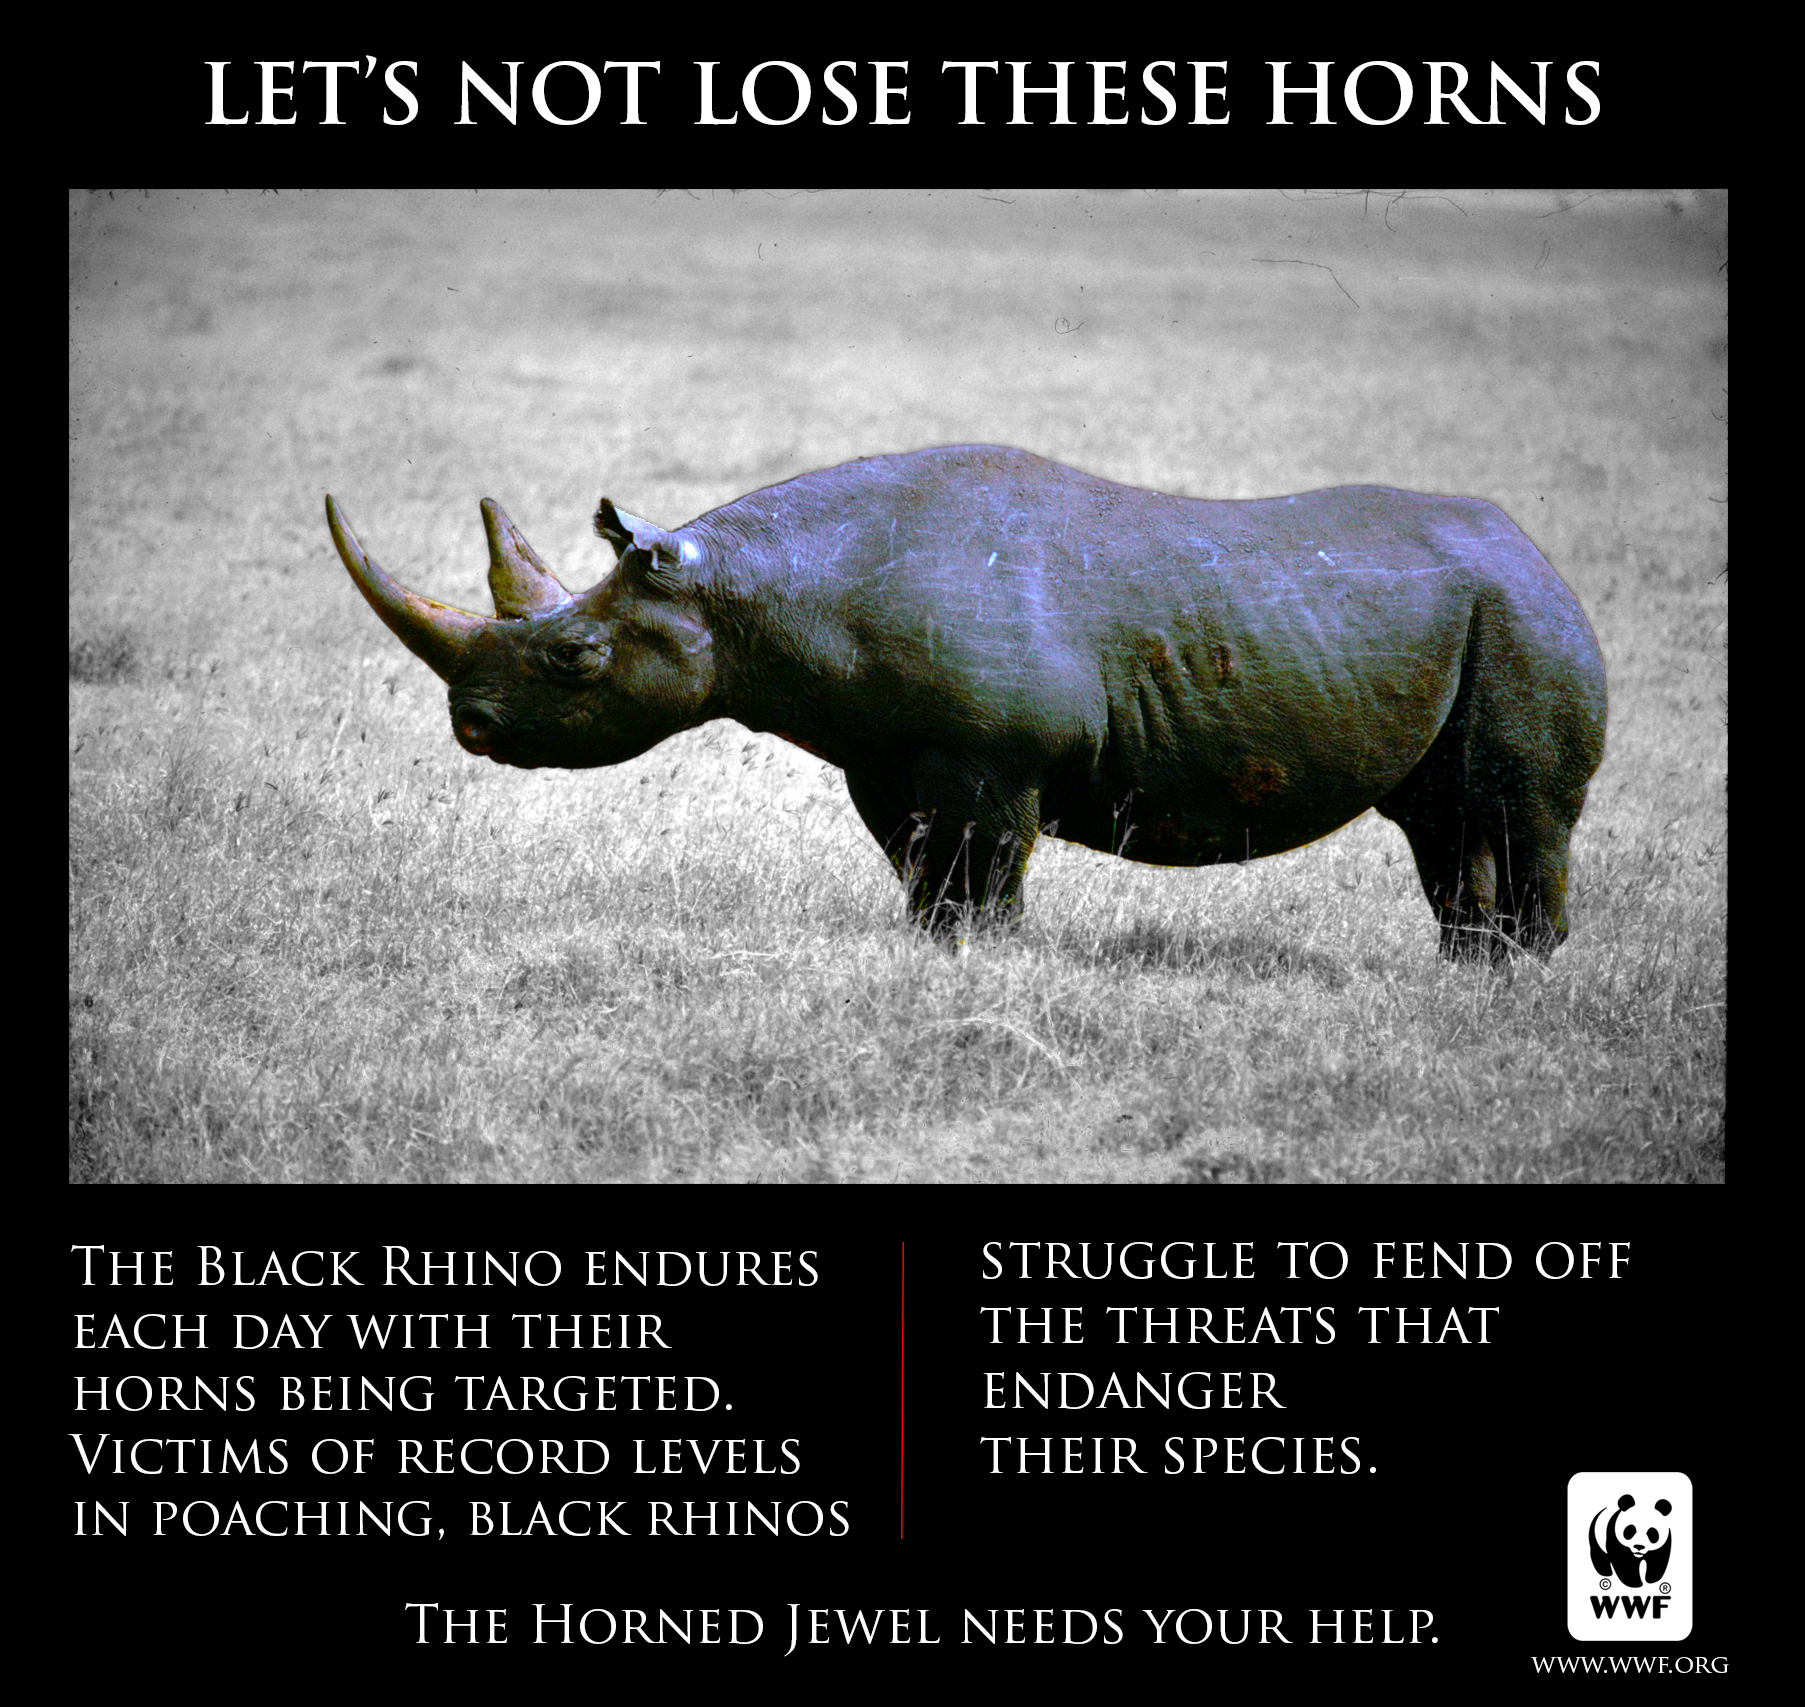 LET'S NOT LOSE THESE HORNS
THE BLACK RHINO ENDURES
EACH DAY WITH THEIR
HORNS BEING TARGETED.
VICTIMS OF RECORD LEVELS
IN POACHING, BLACK RHINOS
STRUGGLE TO FEND OFF
THE THREATS THAT
ENDANGER
THEIR SPECIES.
THE HORNED JEWEL NEEDS YOUR HELP.
© ®
WWF
WWW.WWF.ORG